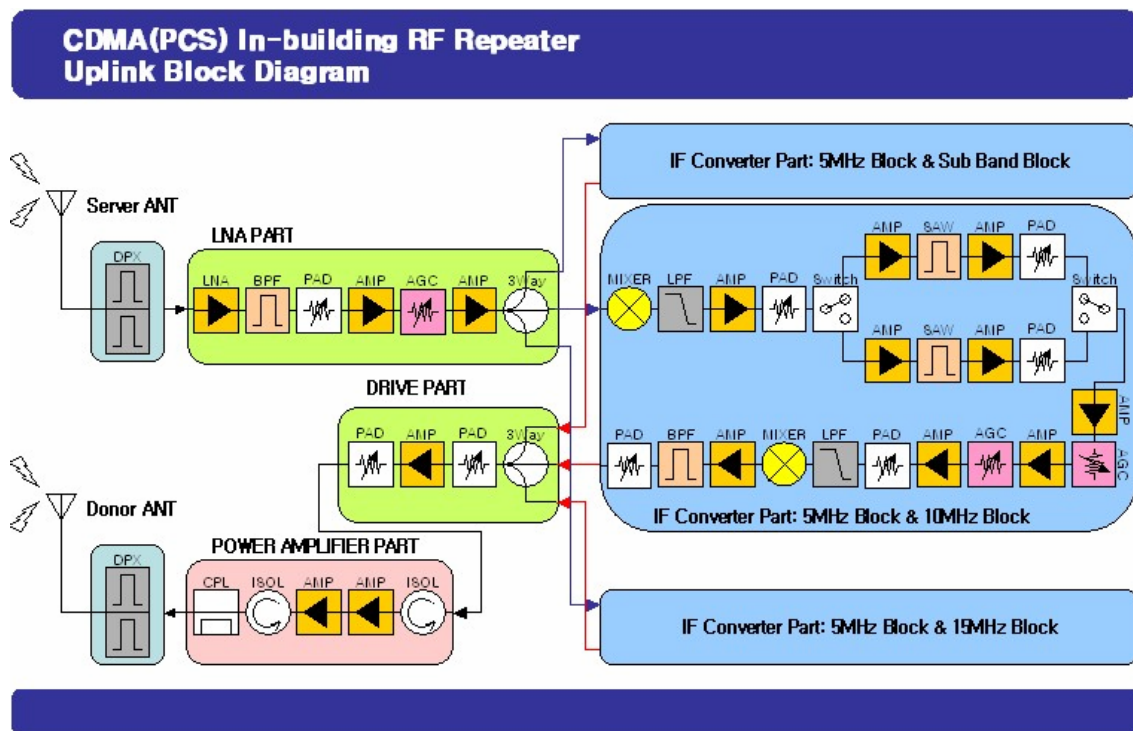 CDMA(PCS) In-building RF Repeater
Uplink Block Diagram
IF Converter Part: 5MHz Block & Sub Band Block
Server ANT
LNA PART
DPX
LNA BPF PAD AMP AGC AMP 3Way
AMP SAW AMP PAD
MIXER LPF AMP PAD Switch Switch
AMP SAW AMP PAD
DRIVE PART
PAD AMP PAD 3Way
AMP
PAD BPF AMP MIXER LPF PAD AMP AGC AMP
AGC
IF Converter Part: 5MHz Block & 10MHz Block
Donor ANT
POWER AMPLIFIER PART
DPX
CPL ISOL AMP AMP ISOL
IF Converter Part: 5MHz Block & 15MHz Block